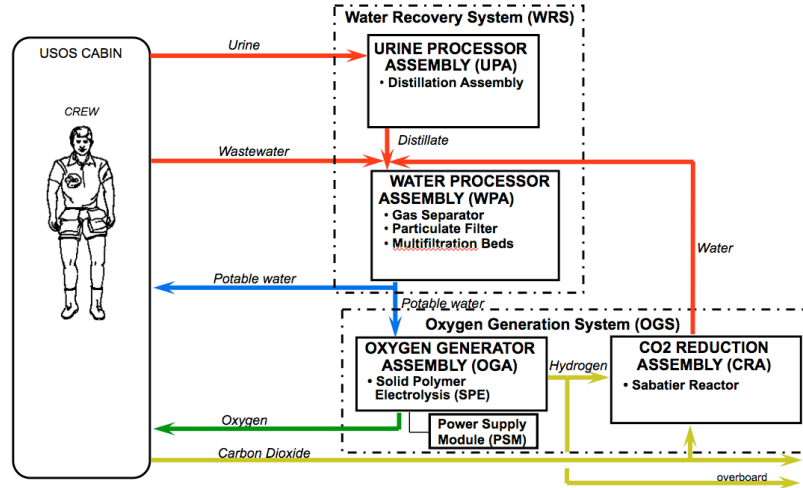 Water Recovery System (WRS)
Urine
USOS CABIN
URINE PROCESSOR
ASSEMBLY (UPA)
• Distillation Assembly
CREW
Distillate
Wastewater
WATER PROCESSOR
ASSEMBLY (WPA)
• Gas Separator
• Particulate Filter
• Multifiltration Beds
Water
Potable water
Potable water
Oxygen Generation System (OGS)
OXYGEN GENERATOR
ASSEMBLY (OGA)
• Solid Polymer
Electrolysis (SPE)
Hydrogen
CO2 REDUCTION
ASSEMBLY (CRA)
• Sabatier Reactor
Oxygen
Power Supply
Module (PSM)
Carbon Dioxide
overboard